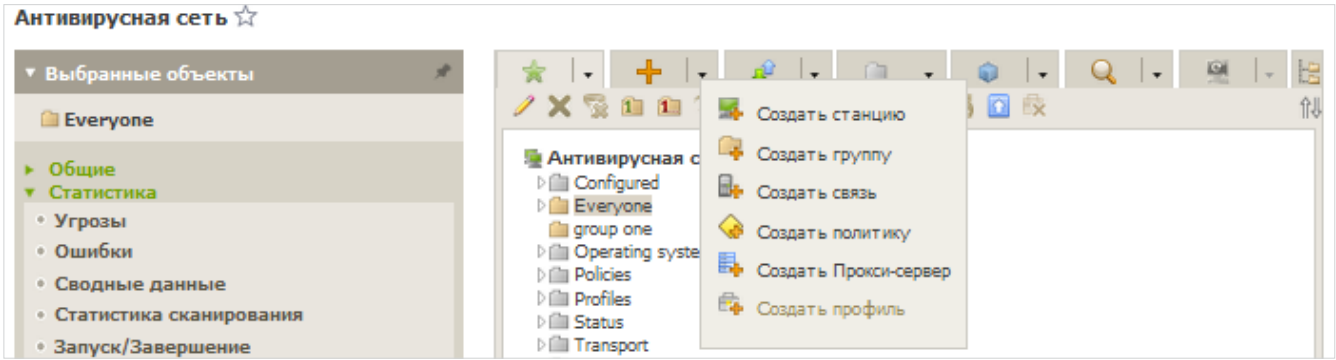 Антивирусная сеть
Выбранные объекты
Everyone
Общие
Статистика
Угрозы
Ошибки
Сводные данные
Статистика сканирования
Запуск/Завершение
Антивирусная с
Configured
Everyone
group one
Operating syste
Policies
Profiles
Status
Transport
Создать станцию
Создать группу
Создать связь
Создать политику
Создать Прокси-сервер
Создать профиль